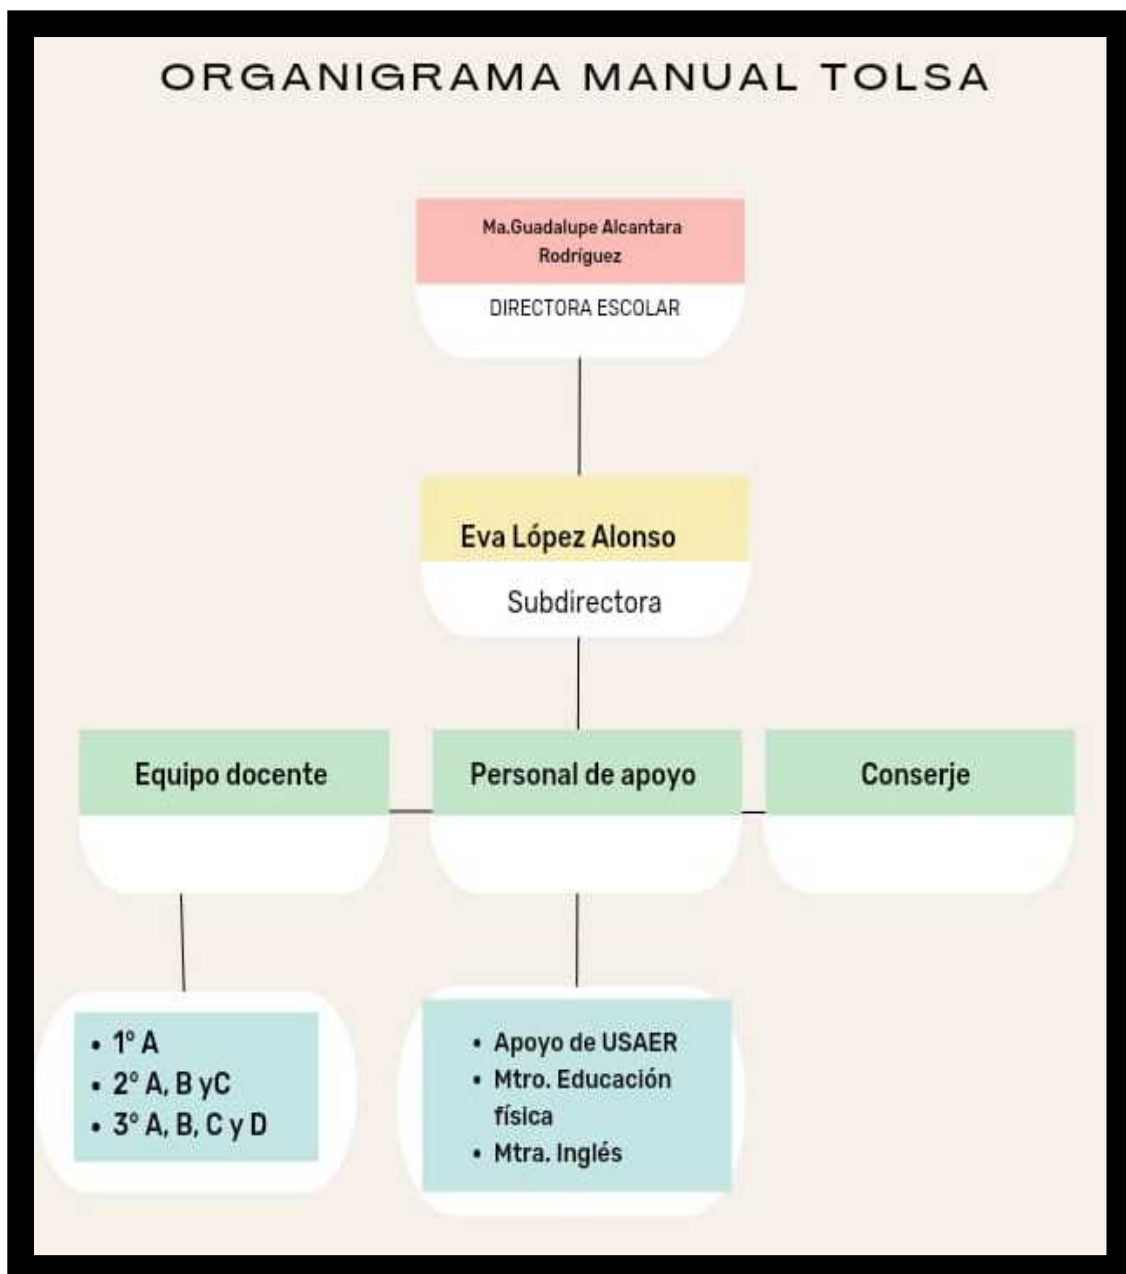 ORGANIGRAMA MANUAL TOLSA
Ma.Guadalupe Alcantara
Rodríguez
DIRECTORA ESCOLAR
Eva López Alonso
Subdirectora
Equipo docente
Personal de apoyo
Conserje
• 1° A
• 2° A, B yC
• 3° A, B, C y D
• Apoyo de USAER
• Mtro. Educación
física
• Mtra. Inglés